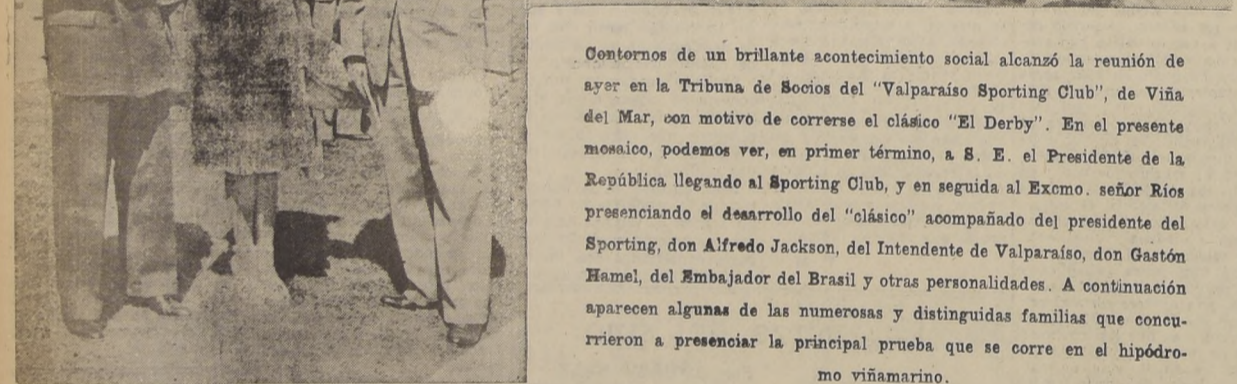 Contornos de un brillante acontecimiento social alcanzó la reunión de
ayer en la Tribuna de Socios del "Valparaíso Sporting Club", de Viña
del Mar, con motivo de correrse el clásico "El Derby". En el presente
mosaico, podemos ver, en primer término, a S. E. el Presidente de la
República llegando al Sporting Club, y en seguida al Excmo. señor Ríos
presenciando el desarrollo del "clásico" acompañado del presidente del
Sporting, don Alfredo Jackson, del Intendente de Valparaíso, don Gastón
Hamel, del Embajador del Brasil y otras personalidades. A continuación
aparecen algunas de las numerosas y distinguidas familias que concu-
rrieron a presenciar la principal prueba que se corre en el hipódro-
mo viñamarino.